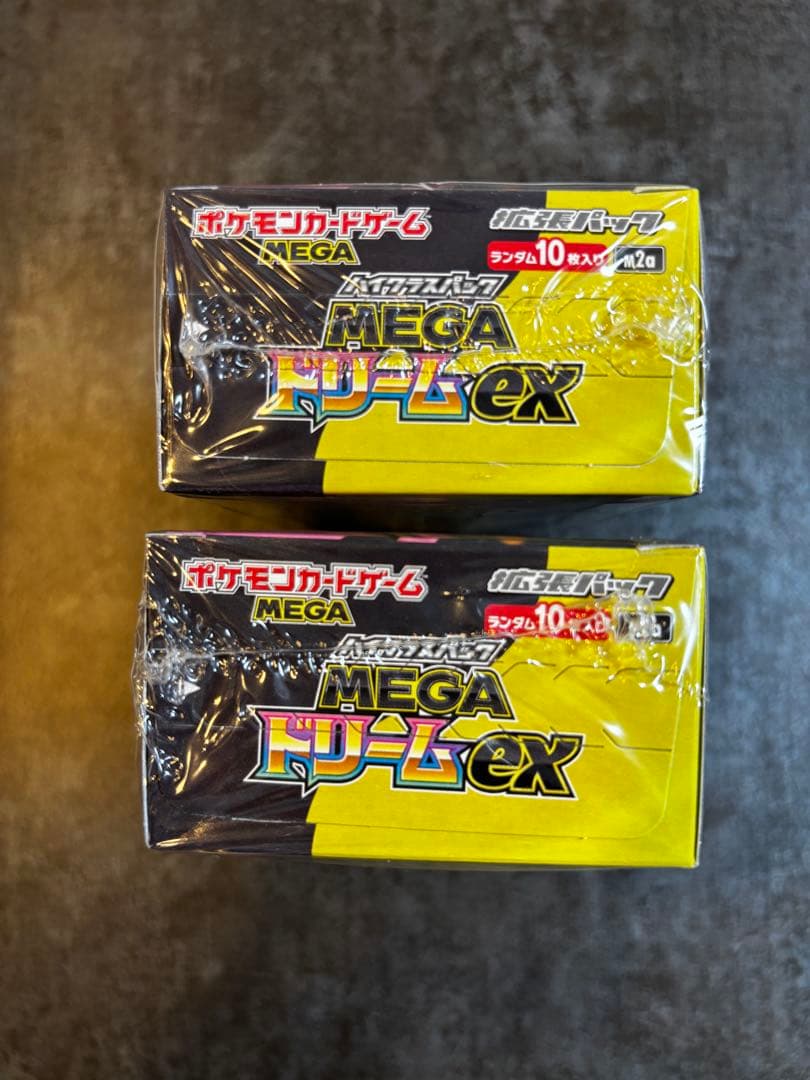 ポケモンカードゲーム
MEGA
拡張パック
ランダム10枚入り M2a
ハイクラスパック
MEGA
ドリームex
ポケモンカードゲーム
MEGA
拡張パック
ランダム10 入り a
ハイクラスパック
MEGA
ドリームex